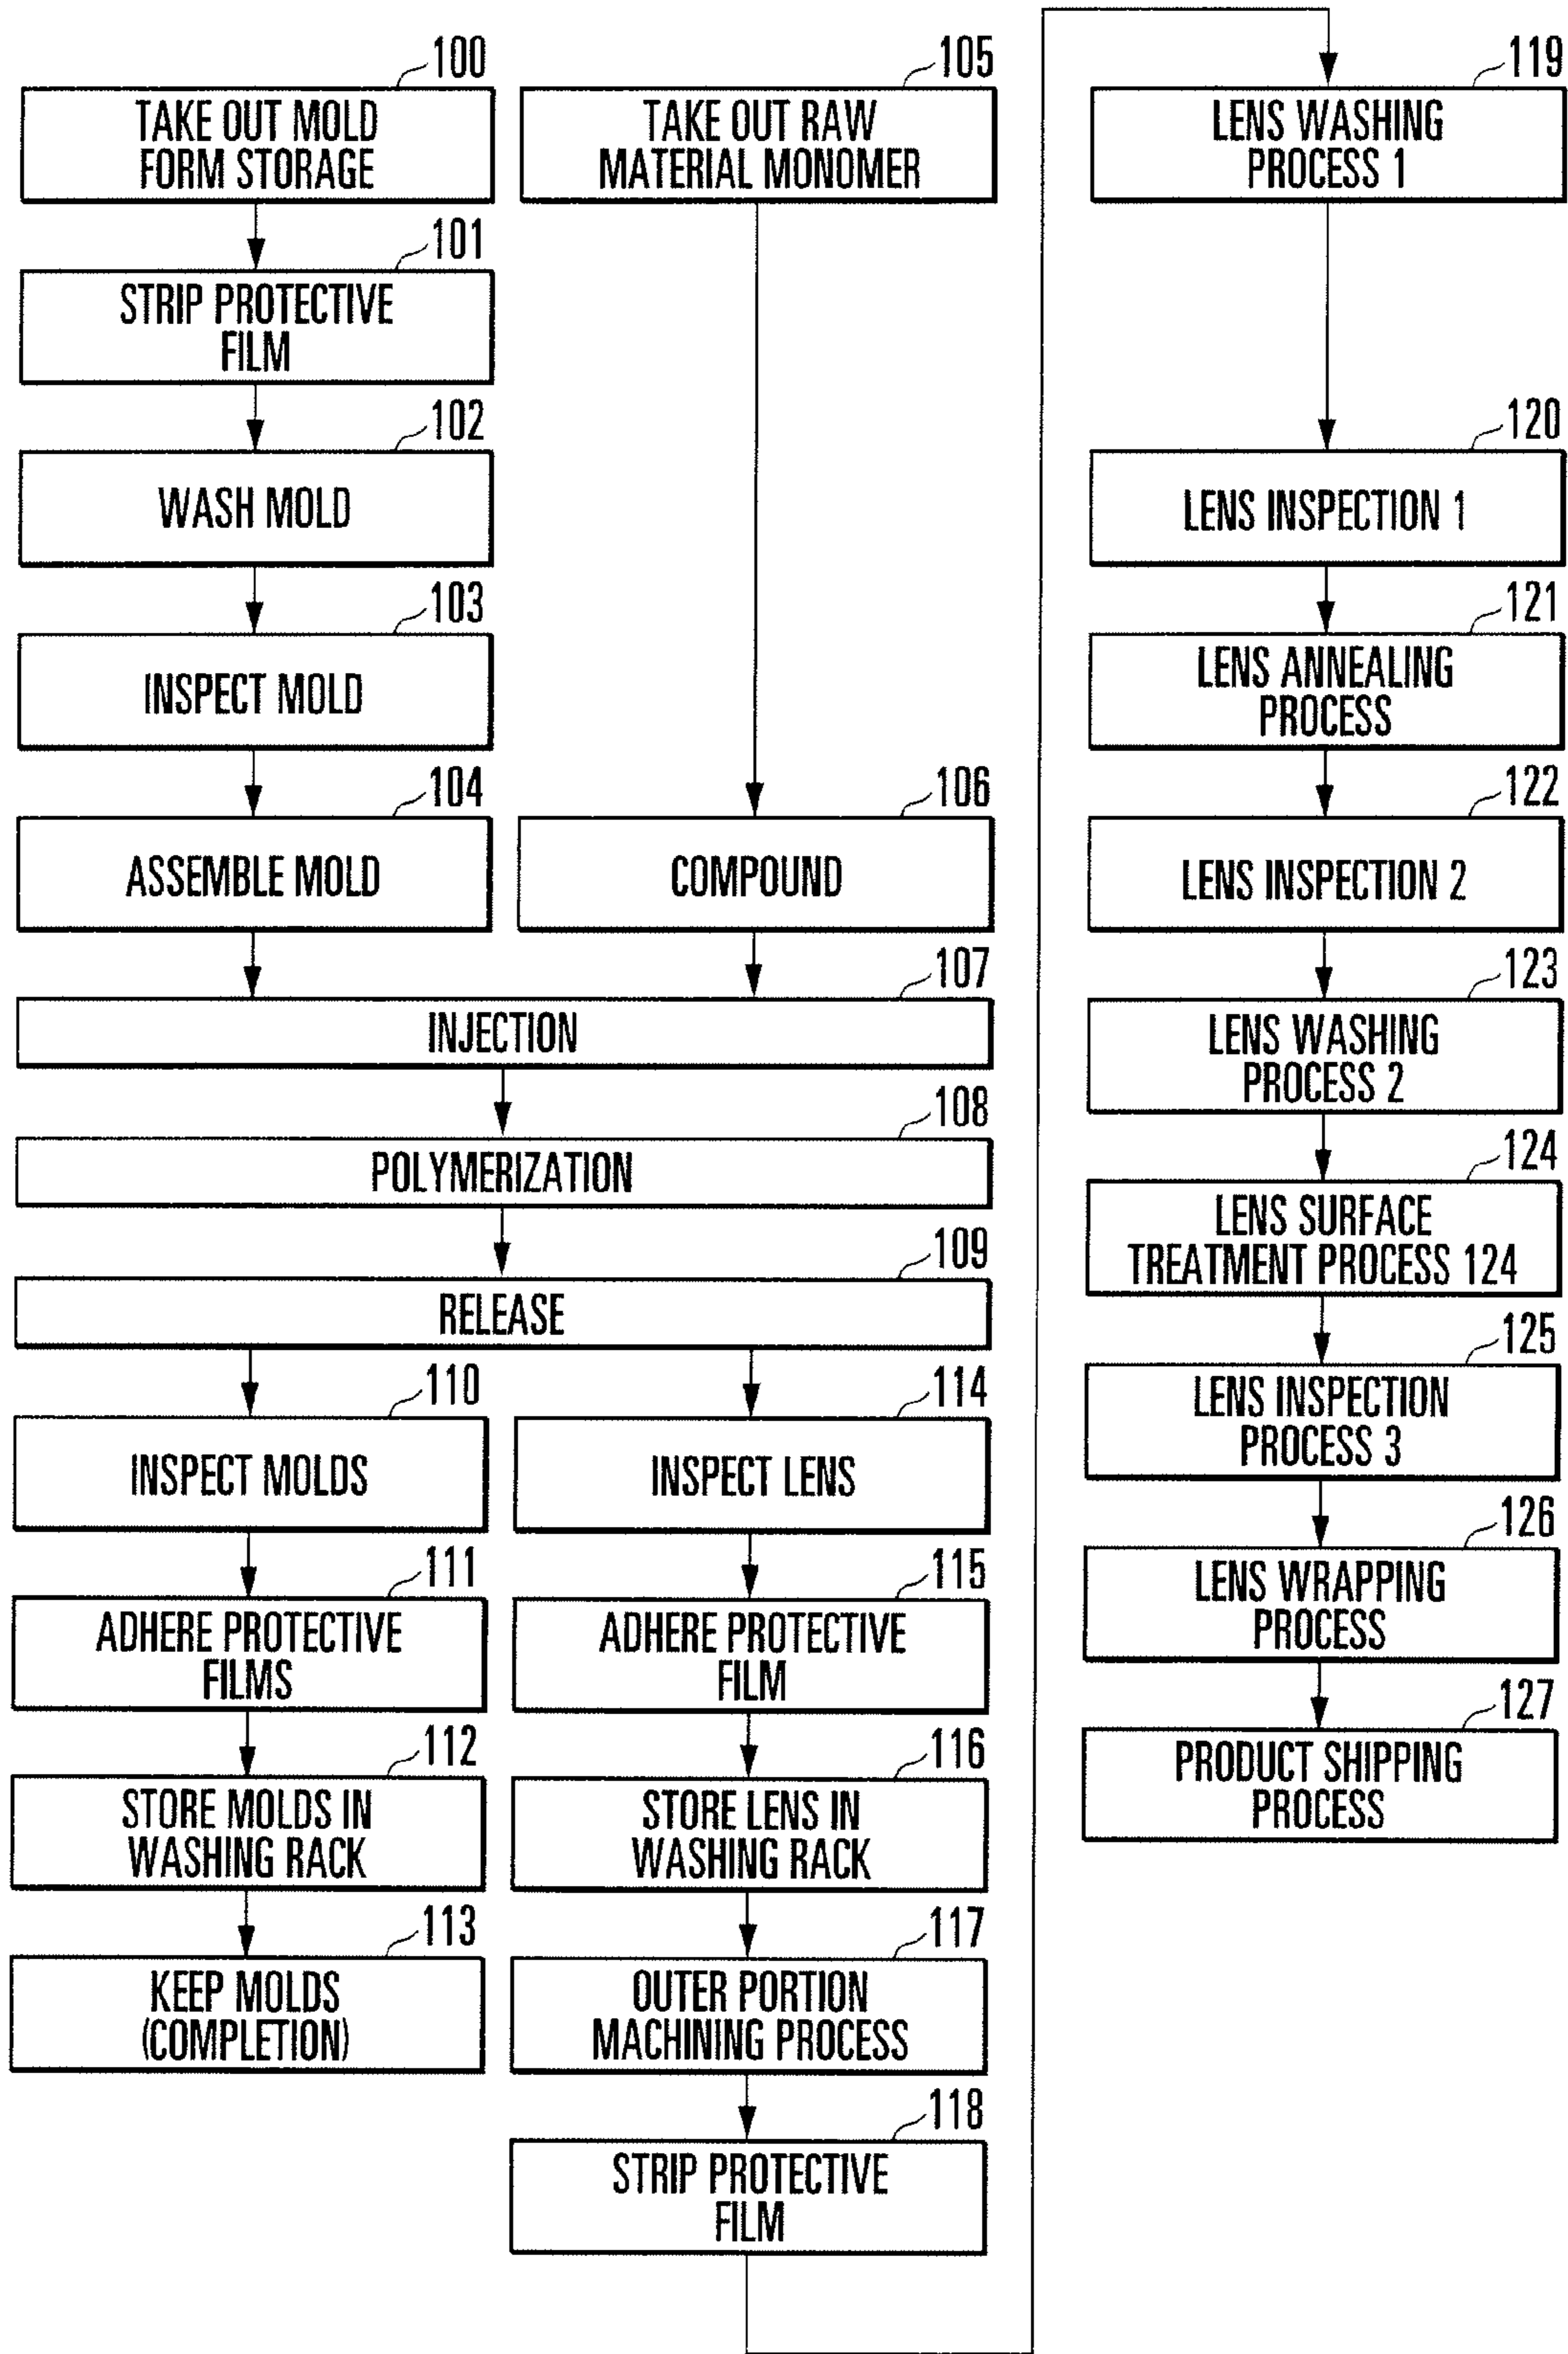 100
TAKE OUT MOLD
FORM STORAGE
101
STRIP PROTECTIVE
FILM
102
WASH MOLD
103
INSPECT MOLD
104
ASSEMBLE MOLD
105
TAKE OUT RAW
MATERIAL MONOMER
106
COMPOUND
107
INJECTION
108
POLYMERIZATION
109
RELEASE
110
INSPECT MOLDS
111
ADHERE PROTECTIVE
FILMS
112
STORE MOLDS IN
WASHING RACK
113
KEEP MOLDS
(COMPLETION)
114
INSPECT LENS
115
ADHERE PROTECTIVE
FILM
116
STORE LENS IN
WASHING RACK
117
OUTER PORTION
MACHINING PROCESS
118
STRIP PROTECTIVE
FILM
119
LENS WASHING
PROCESS 1
120
LENS INSPECTION 1
121
LENS ANNEALING
PROCESS
122
LENS INSPECTION 2
123
LENS WASHING
PROCESS 2
124
LENS SURFACE
TREATMENT PROCESS 124
125
LENS INSPECTION
PROCESS 3
126
LENS WRAPPING
PROCESS
127
PRODUCT SHIPPING
PROCESS